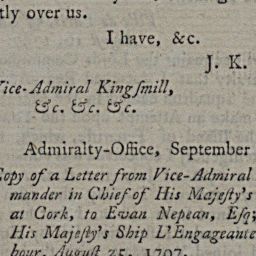 tly over us.
I have, &c.
J. K.
Vice-Admiral Kingſmill,
&c. &c. &c.
Admiralty-Office, September
Copy of a Letter from Vice-Admiral
mander in Chief of His Majeſty's
at Cork, to Evan Nepean, Eſq;
His Majeſty's Ship L'Engageante
bour, Auguſt 25, 1797.